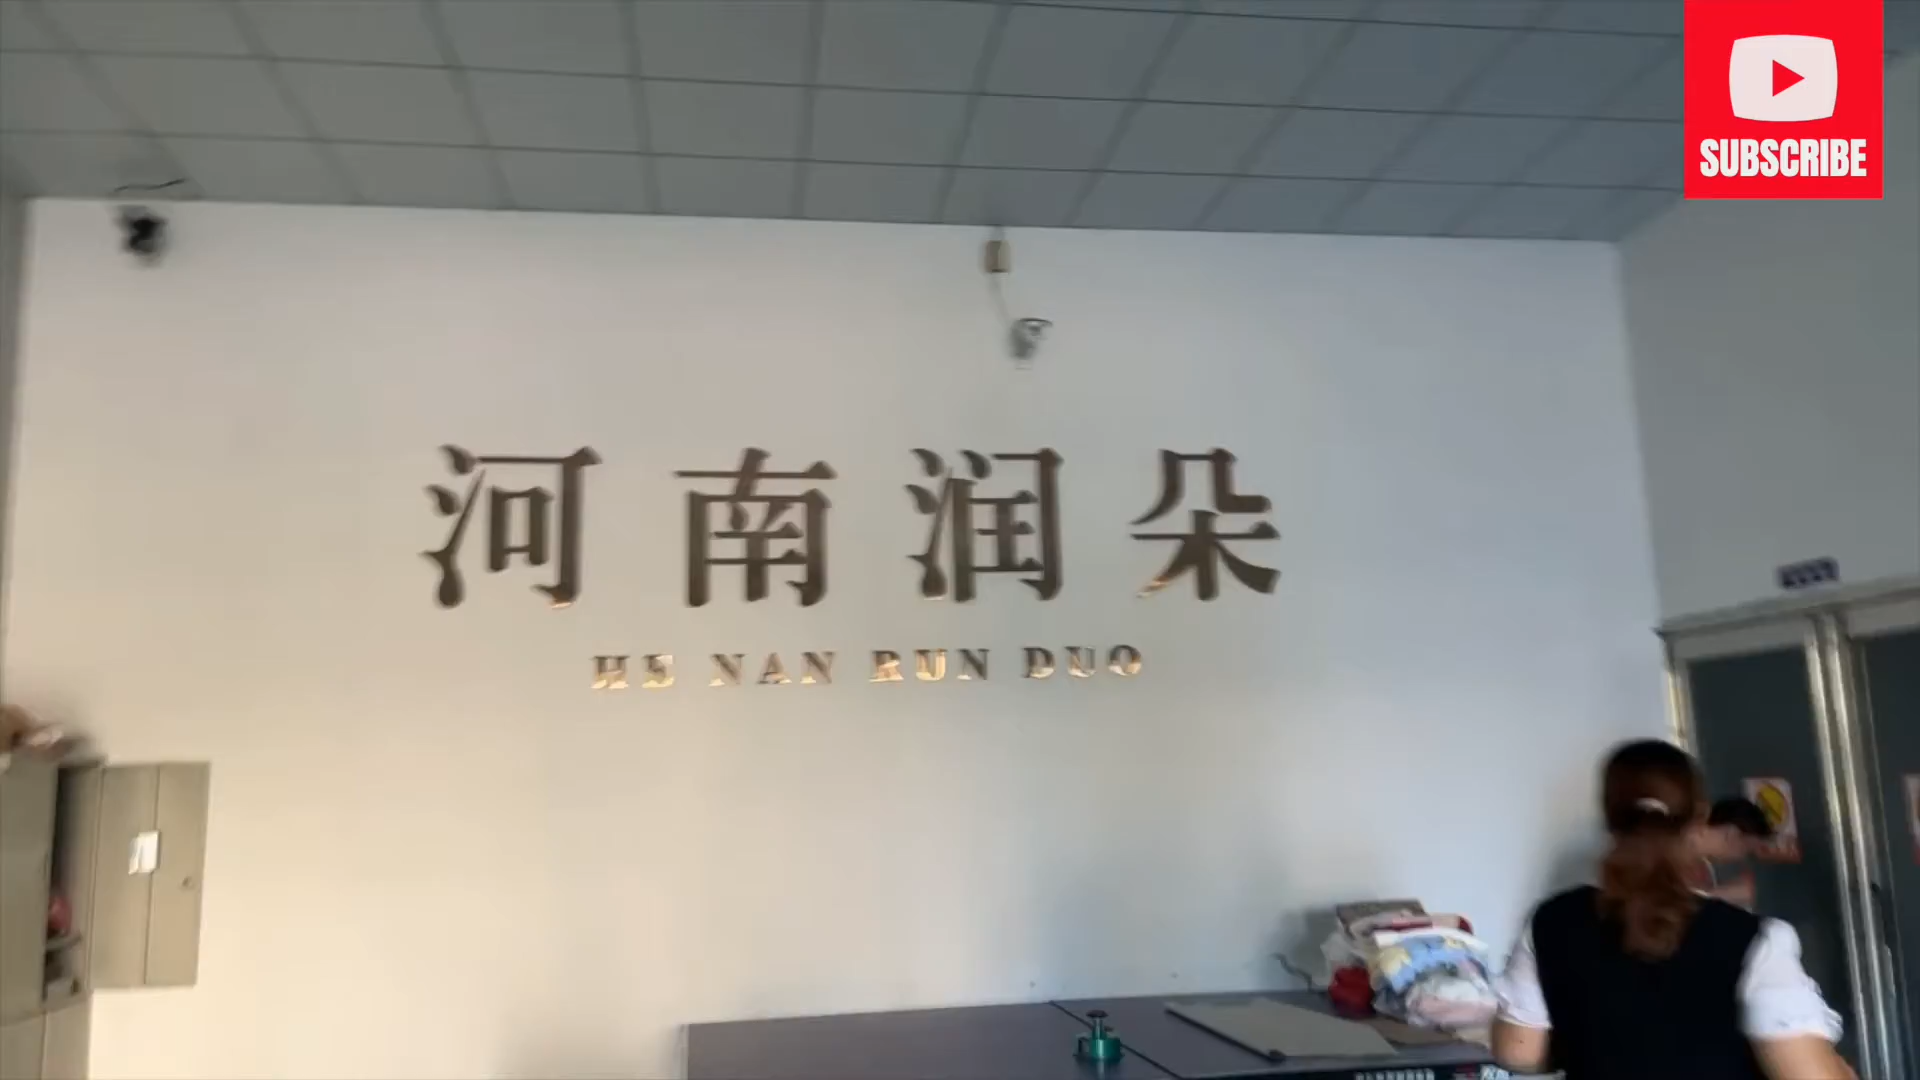 SUBSCRIBE
河南润朵
HE NAN RUN DUO